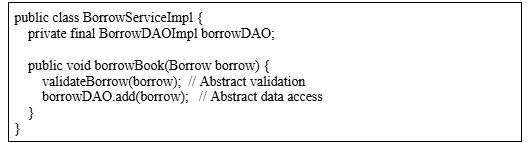 public class BorrowServiceImpl {
    private final BorrowDAOImpl borrowDAO;

    public void borrowBook(Borrow borrow) {
        validateBorrow(borrow);  // Abstract validation
        borrowDAO.add(borrow);   // Abstract data access
    }
}